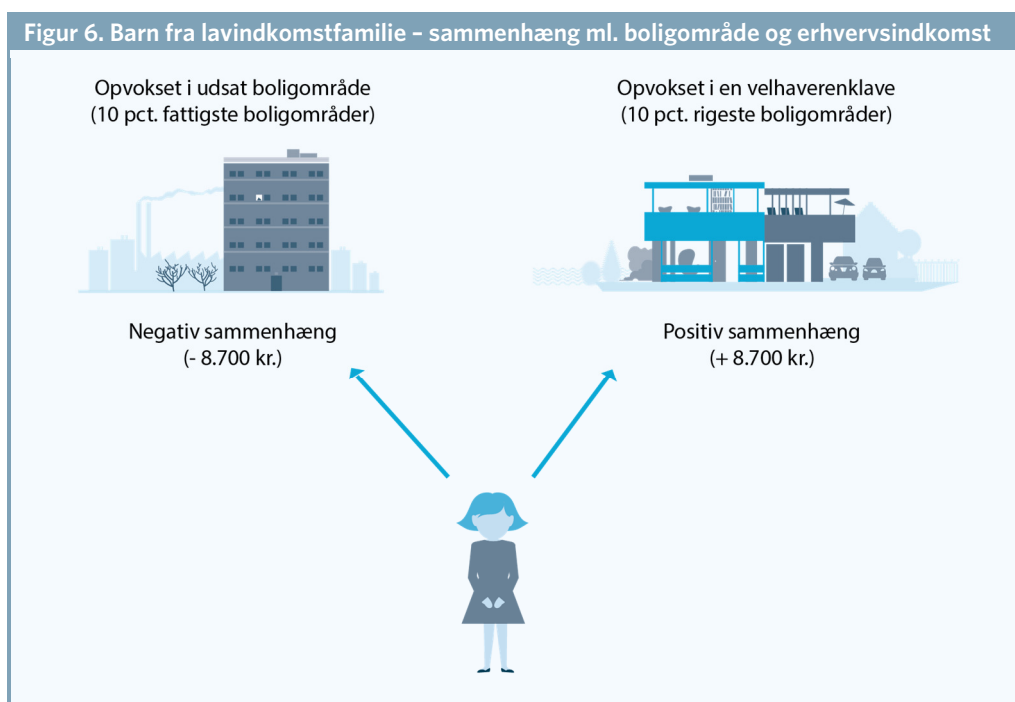 Figur 6. Barn fra lavindkomstfamilie – sammenhæng ml. boligområde og erhvervsindkomst
Opvokset i udsat boligområde
(10 pct. fattigste boligområder)
Opvokset i en velhaverenklave
(10 pct. rigeste boligområder)
Negativ sammenhæng
(- 8.700 kr.)
Positiv sammenhæng
(+ 8.700 kr.)